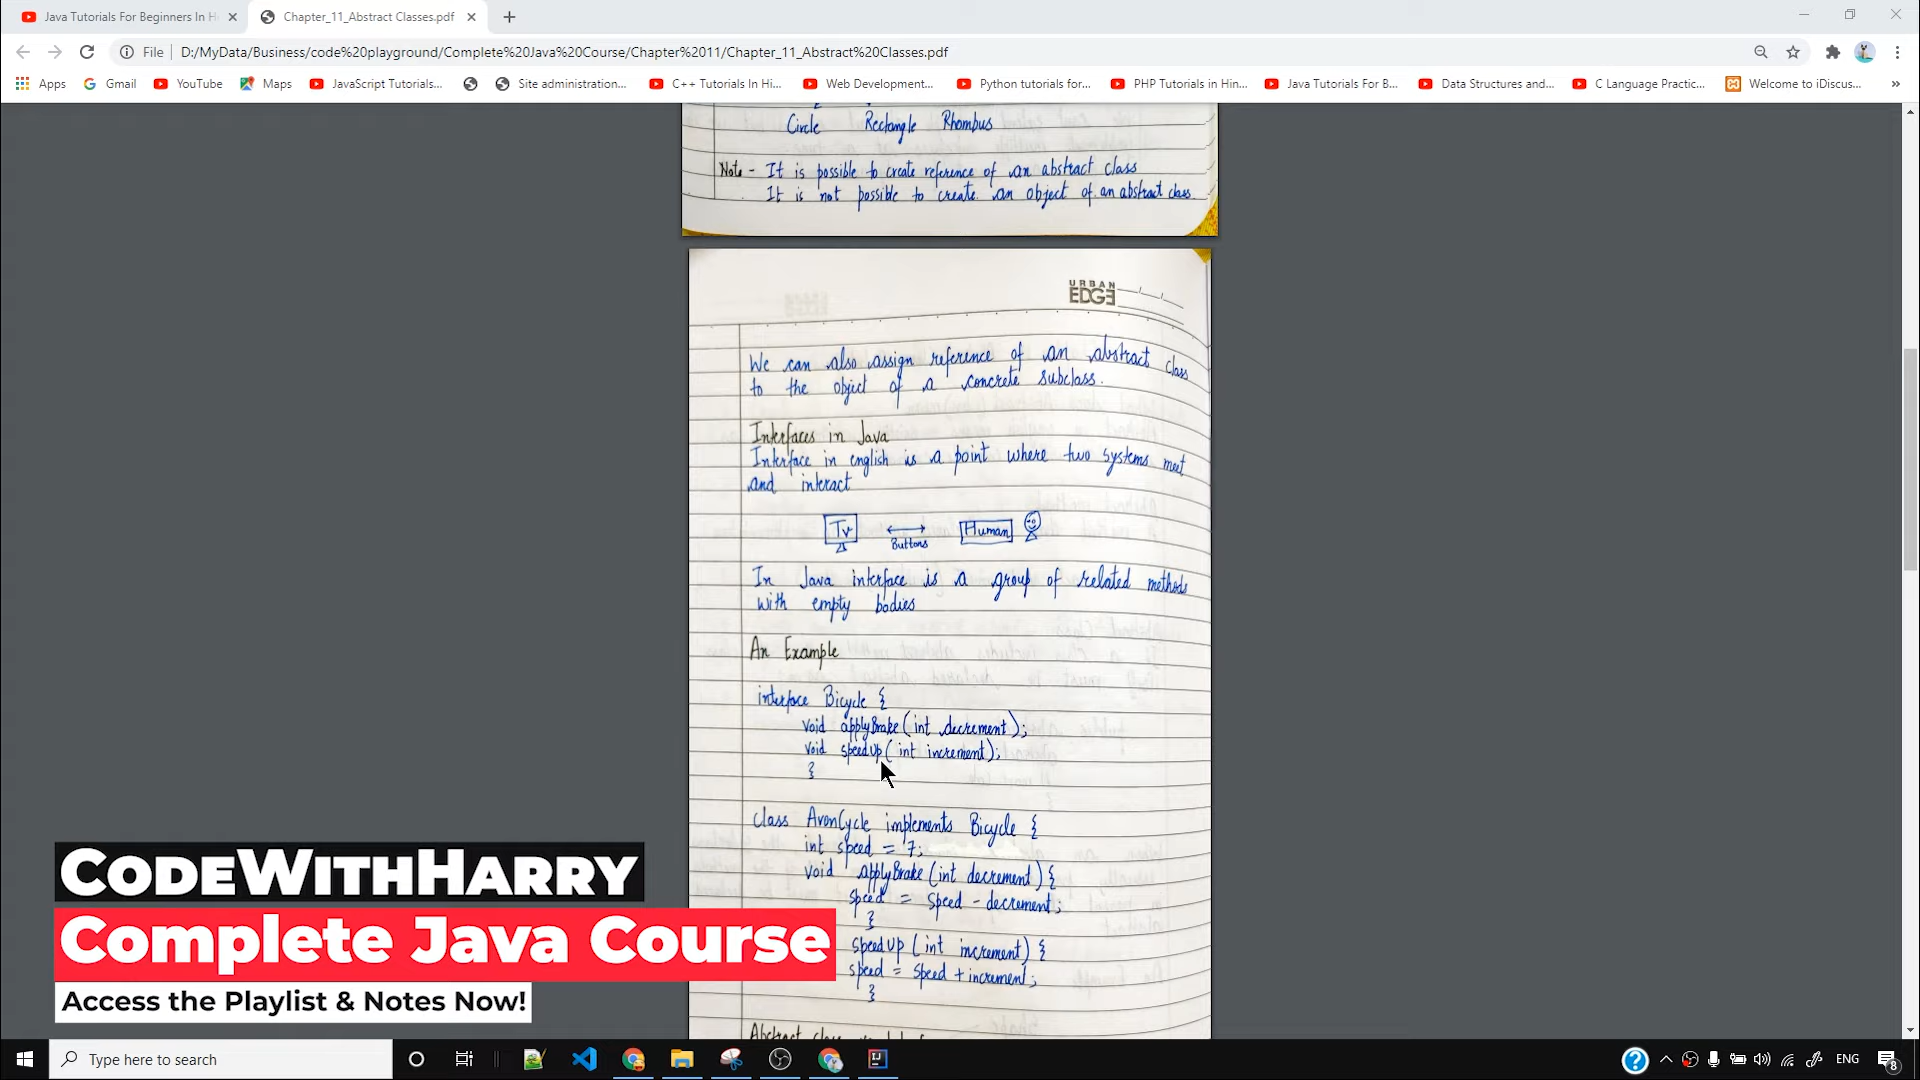 Java Tutorials For Beginners In H
Chapter_11_Abstract Classes.pdf
File D:/MyData/Business/code%20playground/Complete%20Java%20Course/Chapter%2011/Chapter_11_Abstract%20Classes.pdf
Apps Gmail YouTube Maps JavaScript Tutorials... Site administration... C++ Tutorials In Hi... Web Development... Python tutorials for... PHP Tutorials in Hin... Java Tutorials For B... Data Structures and... C Language Practic... Welcome to iDiscus... »
Circle Rectangle Rhombus
Note - It is possible to create reference of an abstract class
It is not possible to create an object of an abstract class.
URBAN
EDGE
We can also assign reference of an abstract class
to the object of a concrete subclass.
Interfaces in Java
Interface in english is a point where two systems meet
and interact
Tv Buttons Human
In Java interface is a group of related methods
with empty bodies
An Example
interface Bicycle {
void applyBrake(int decrement);
void speedUp(int increment);
}
class AvonCycle implements Bicycle {
int speed = 7;
void applyBrake(int decrement){
speed = speed - decrement;
}
speedUp (int increment) {
speed = speed + increment;
}
CODEWITHHARRY
Complete Java Course
Access the Playlist & Notes Now!
Type here to search
ENG
8